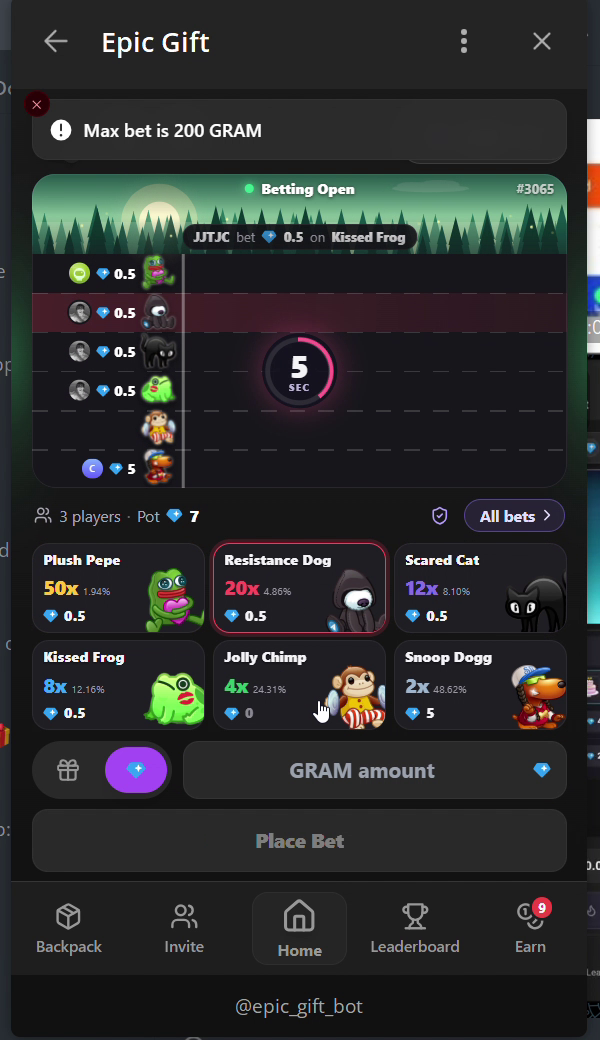 Epic Gift
Max bet is 200 GRAM
Betting Open
#3065
JJTJC bet 0.5 on Kissed Frog
0.5
0.5
0.5
0.5
C 5
5
SEC
3 players · Pot 7
All bets
Plush Pepe
50x 1.94%
0.5
Resistance Dog
20x 4.86%
0.5
Scared Cat
12x 8.10%
0.5
Kissed Frog
8x 12.16%
0.5
Jolly Chimp
4x 24.31%
0
Snoop Dogg
2x 48.62%
5
GRAM amount
Place Bet
Backpack
Invite
Home
Leaderboard
9
Earn
@epic_gift_bot